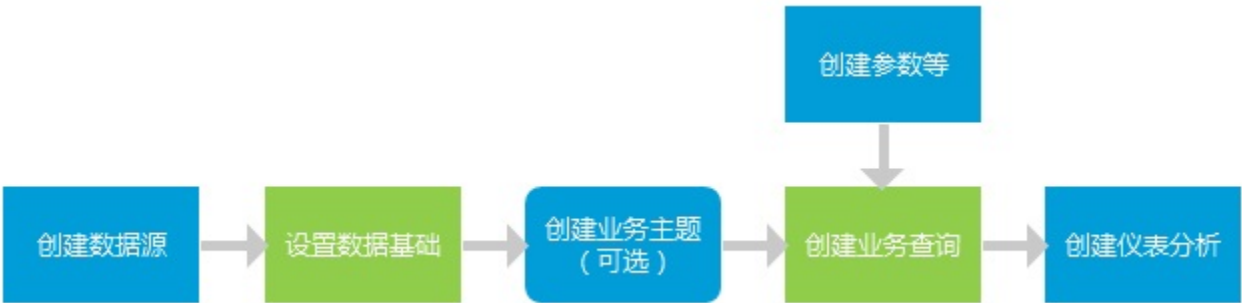 创建参数等
创建数据源
设置数据基础
创建业务主题
（可选）
创建业务查询
创建仪表分析